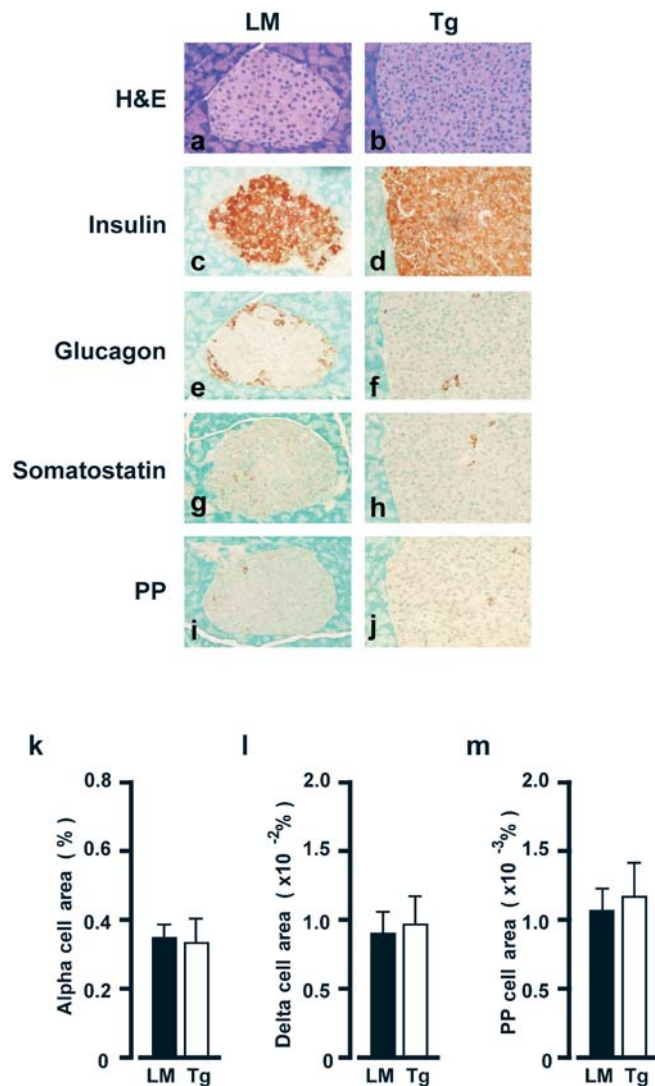 LM Tg
H&E
a b
Insulin
c d
Glucagon
e f
Somatostatin
g h
PP
i j
k l m
Alpha cell area ( % )
0.8
0.6
0.4
0.2
0
LM Tg
Delta cell area ( x10 -2% )
2.0
1.5
1.0
0.5
0
LM Tg
PP cell area ( x10 -3% )
2.0
1.5
1.0
0.5
0
LM Tg